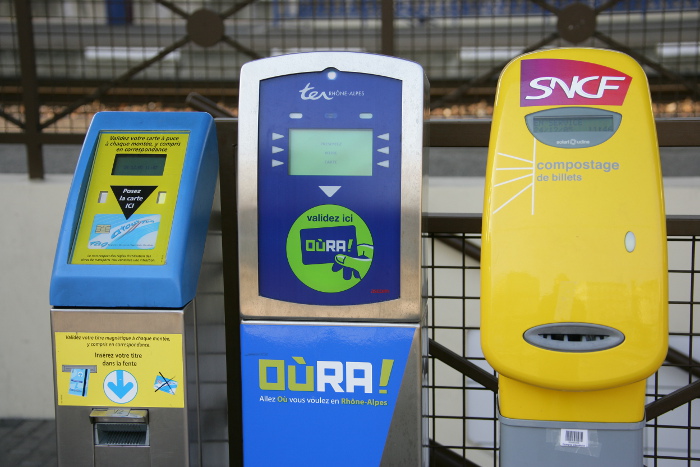 Validez votre carte à puce
à chaque montée, y compris
en correspondance
Posez
la carte
ICI
Validez votre titre magnétique à chaque montée,
y compris en correspondance.
Insérez votre titre
dans la fente
ter RHÔNE-ALPES
validez ici
OÙRA!
OÙRA!
Allez Où vous voulez en Rhône-Alpes
SNCF
compostage
de billets